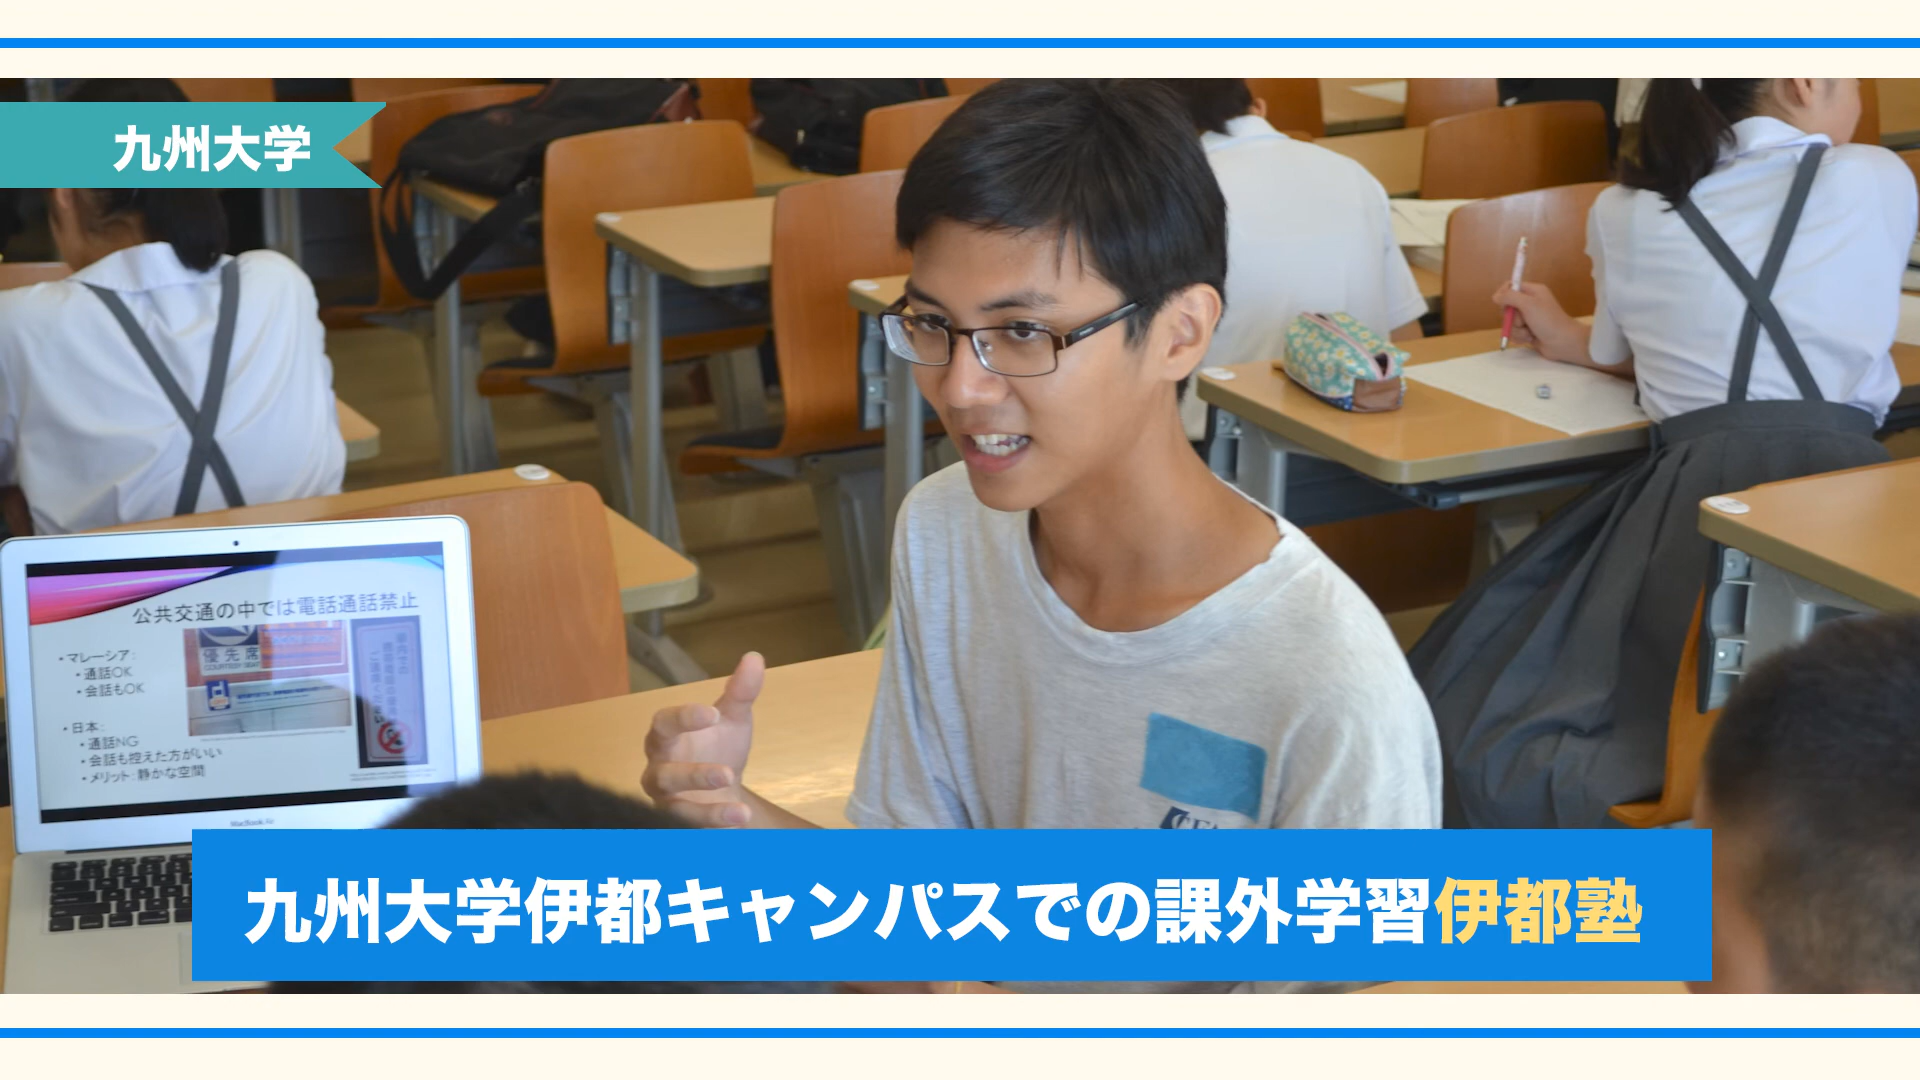 九州大学
公共交通の中では電話通話禁止
•マレーシア:
•通話OK
•会話もOK
優先席
COURTESY SEAT
•日本:
•通話NG
•会話も控えた方がいい
•メリット:静かな空間
MacBook Air
九州大学伊都キャンパスでの課外学習伊都塾